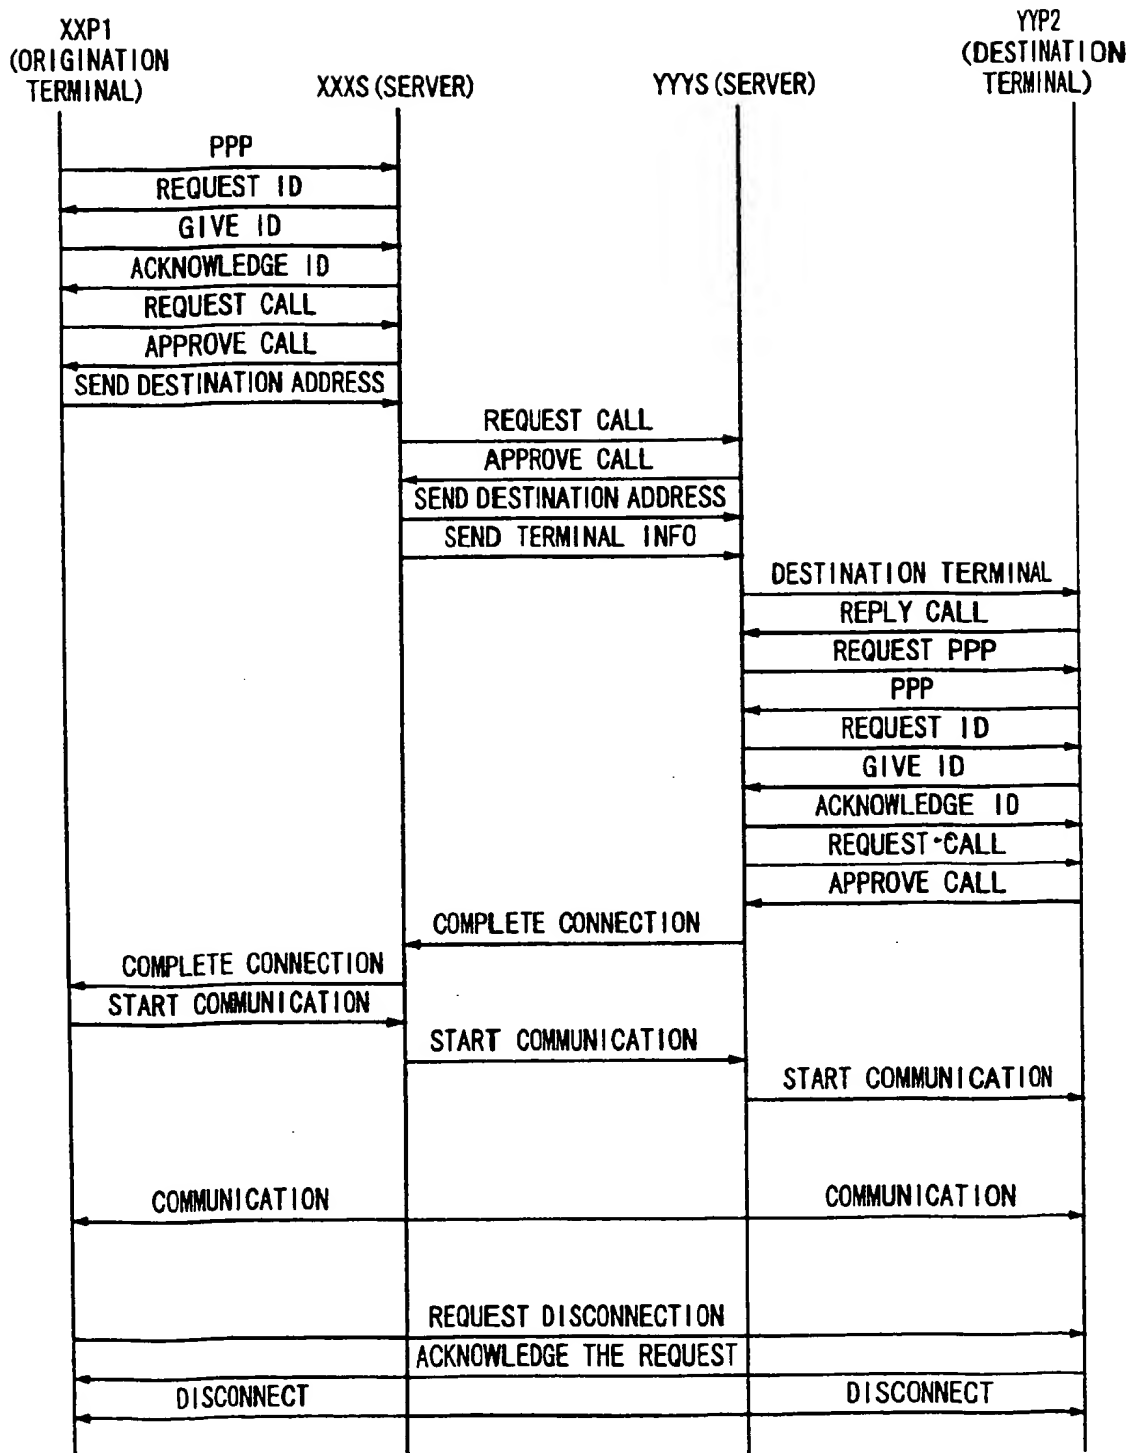 XXP1
(ORIGINATION
TERMINAL)
XXXS (SERVER)
YYYS (SERVER)
YYP2
(DESTINATION
TERMINAL)
PPP
REQUEST ID
GIVE ID
ACKNOWLEDGE ID
REQUEST CALL
APPROVE CALL
SEND DESTINATION ADDRESS
REQUEST CALL
APPROVE CALL
SEND DESTINATION ADDRESS
SEND TERMINAL INFO
DESTINATION TERMINAL
REPLY CALL
REQUEST PPP
PPP
REQUEST ID
GIVE ID
ACKNOWLEDGE ID
REQUEST CALL
APPROVE CALL
COMPLETE CONNECTION
COMPLETE CONNECTION
START COMMUNICATION
START COMMUNICATION
START COMMUNICATION
COMMUNICATION
COMMUNICATION
REQUEST DISCONNECTION
ACKNOWLEDGE THE REQUEST
DISCONNECT
DISCONNECT